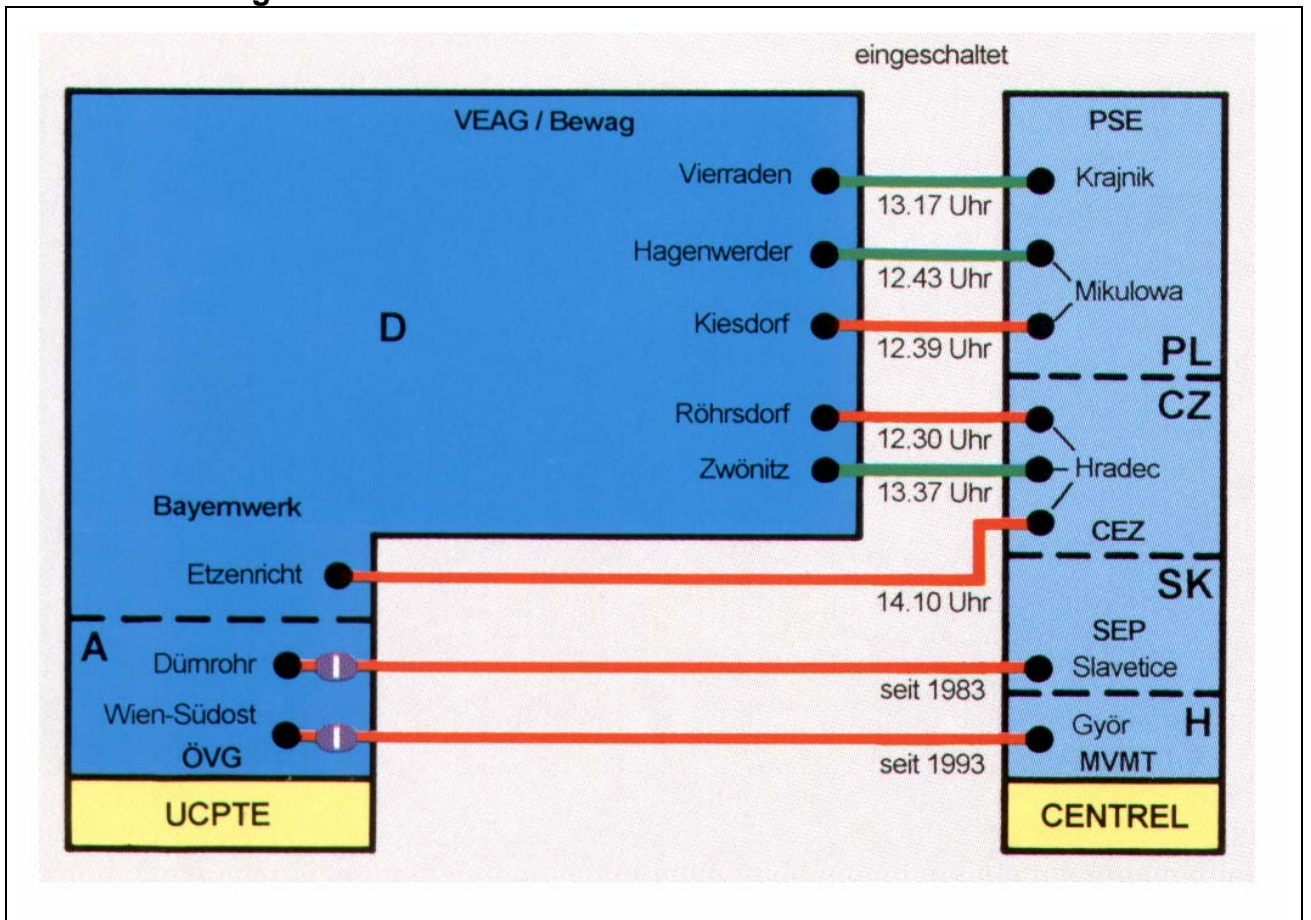 eingeschaltet
VEAG / Bewag
PSE
Vierraden
Krajnik
13.17 Uhr
Hagenwerder
12.43 Uhr
Mikulowa
D
Kiesdorf
12.39 Uhr
PL
CZ
Röhrsdorf
12.30 Uhr
Zwönitz
Hradec
13.37 Uhr
Bayernwerk
CEZ
Etzenricht
14.10 Uhr
SK
SEP
A
Dürnrohr
Slavetice
seit 1983
Wien-Südost
Györ
H
ÖVG
seit 1993
MVMT
UCPTE
CENTREL